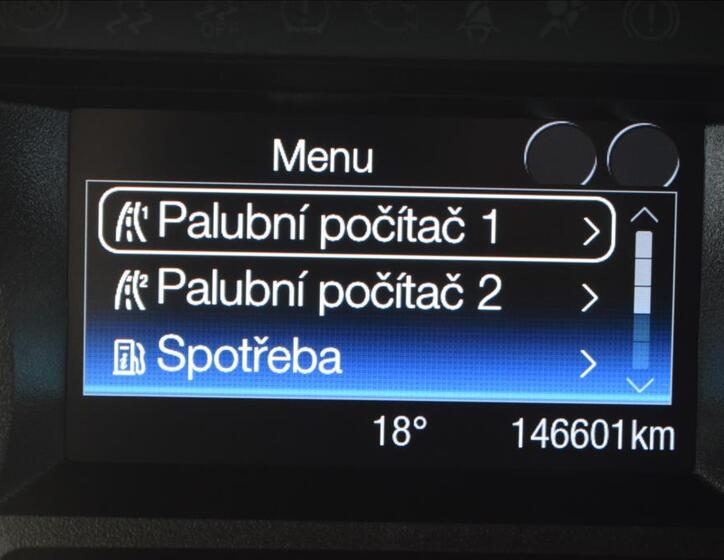 Menu
Palubní počítač 1
Palubní počítač 2
Spotřeba
18° 146601km